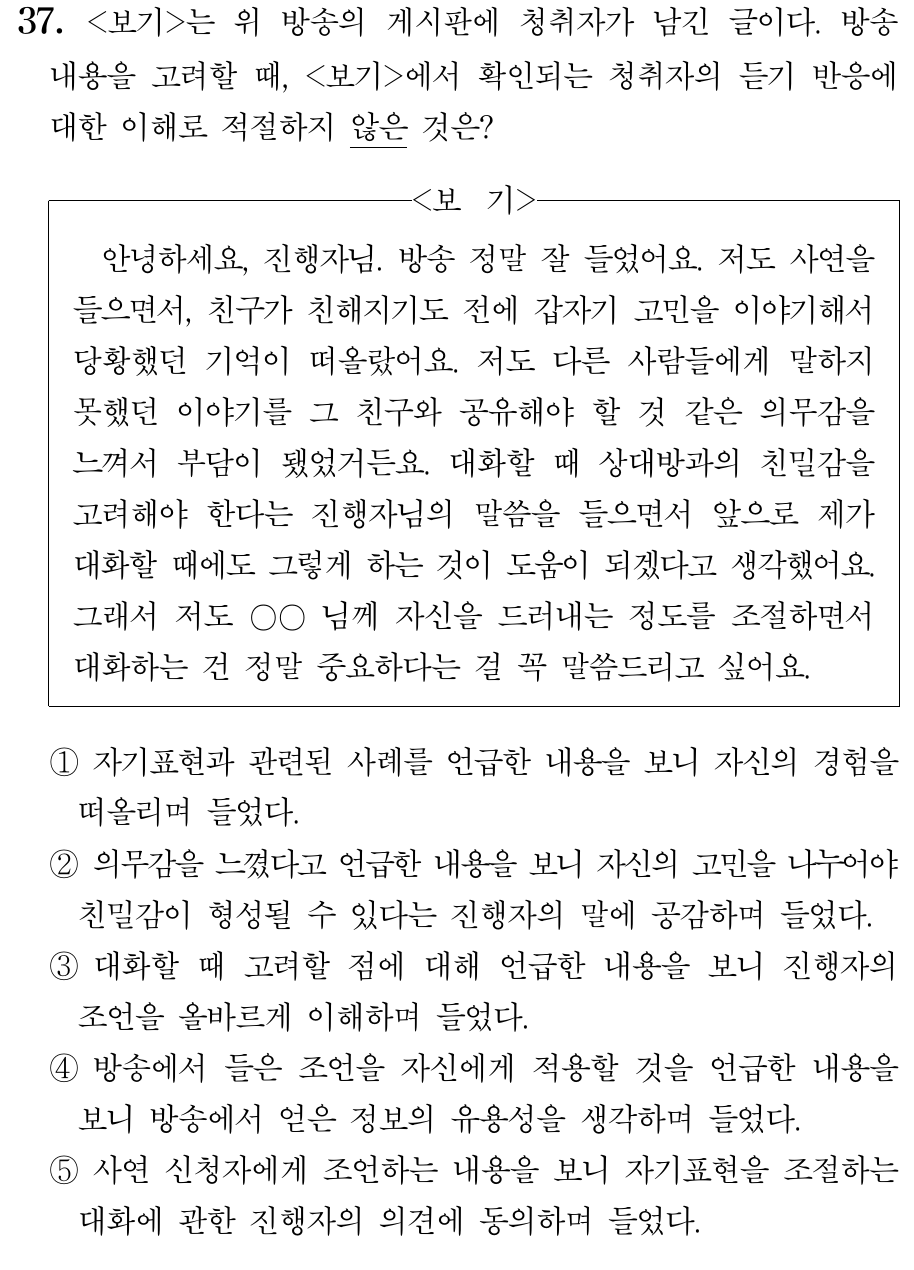 37. <보기>는 위 방송의 게시판에 청취자가 남긴 글이다. 방송
내용을 고려할 때, <보기>에서 확인되는 청취자의 듣기 반응에
대한 이해로 적절하지 않은 것은?
<보 기>
안녕하세요, 진행자님. 방송 정말 잘 들었어요. 저도 사연을
들으면서, 친구가 친해지기도 전에 갑자기 고민을 이야기해서
당황했던 기억이 떠올랐어요. 저도 다른 사람들에게 말하지
못했던 이야기를 그 친구와 공유해야 할 것 같은 의무감을
느껴서 부담이 됐었거든요. 대화할 때 상대방과의 친밀감을
고려해야 한다는 진행자님의 말씀을 들으면서 앞으로 제가
대화할 때에도 그렇게 하는 것이 도움이 되겠다고 생각했어요.
그래서 저도 ○○ 님께 자신을 드러내는 정도를 조절하면서
대화하는 건 정말 중요하다는 걸 꼭 말씀드리고 싶어요.
① 자기표현과 관련된 사례를 언급한 내용을 보니 자신의 경험을
떠올리며 들었다.
② 의무감을 느꼈다고 언급한 내용을 보니 자신의 고민을 나누어야
친밀감이 형성될 수 있다는 진행자의 말에 공감하며 들었다.
③ 대화할 때 고려할 점에 대해 언급한 내용을 보니 진행자의
조언을 올바르게 이해하며 들었다.
④ 방송에서 들은 조언을 자신에게 적용할 것을 언급한 내용을
보니 방송에서 얻은 정보의 유용성을 생각하며 들었다.
⑤ 사연 신청자에게 조언하는 내용을 보니 자기표현을 조절하는
대화에 관한 진행자의 의견에 동의하며 들었다.